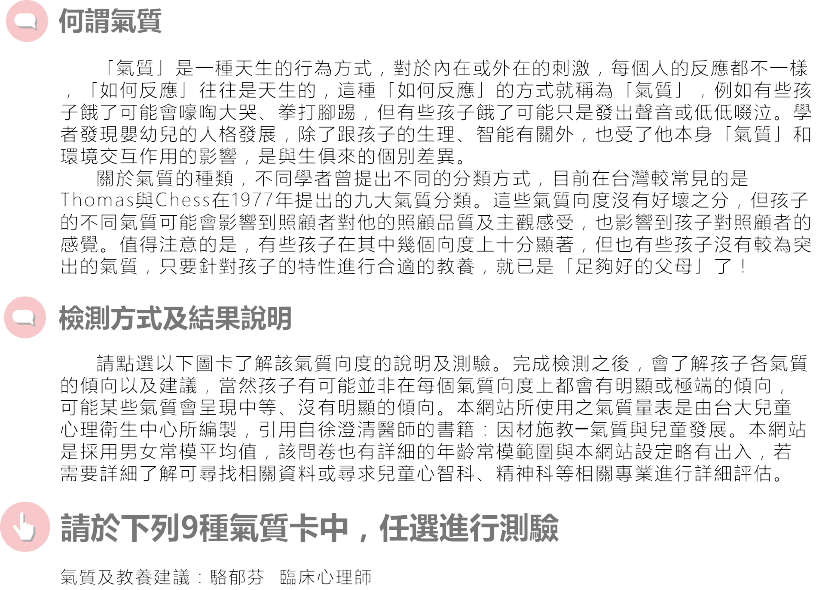 何謂氣質
「氣質」是一種天生的行為方式，對於內在或外在的刺激，每個人的反應都不一樣
，「如何反應」往往是天生的，這種「如何反應」的方式就稱為「氣質」，例如有些孩
子餓了可能會嚎啕大哭、拳打腳踢，但有些孩子餓了可能只是發出聲音或低低啜泣。學
者發現嬰幼兒的人格發展，除了跟孩子的生理、智能有關外，也受了他本身「氣質」和
環境交互作用的影響，是與生俱來的個別差異。
關於氣質的種類，不同學者曾提出不同的分類方式，目前在台灣較常見的是
Thomas與Chess在1977年提出的九大氣質分類。這些氣質向度沒有好壞之分，但孩子
的不同氣質可能會影響到照顧者對他的照顧品質及主觀感受，也影響到孩子對照顧者的
感覺。值得注意的是，有些孩子在其中幾個向度上十分顯著，但也有些孩子沒有較為突
出的氣質，只要針對孩子的特性進行合適的教養，就已是「足夠好的父母」了！
檢測方式及結果說明
請點選以下圖卡了解該氣質向度的說明及測驗。完成檢測之後，會了解孩子各氣質
的傾向以及建議，當然孩子有可能並非在每個氣質向度上都會有明顯或極端的傾向，
可能某些氣質會呈現中等、沒有明顯的傾向。本網站所使用之氣質量表是由台大兒童
心理衛生中心所編製，引用自徐澄清醫師的書籍：因材施教─氣質與兒童發展。本網站
是採用男女常模平均值，該問卷也有詳細的年齡常模範圍與本網站設定略有出入，若
需要詳細了解可尋找相關資料或尋求兒童心智科、精神科等相關專業進行詳細評估。
請於下列9種氣質卡中，任選進行測驗
氣質及教養建議：駱郁芬 臨床心理師